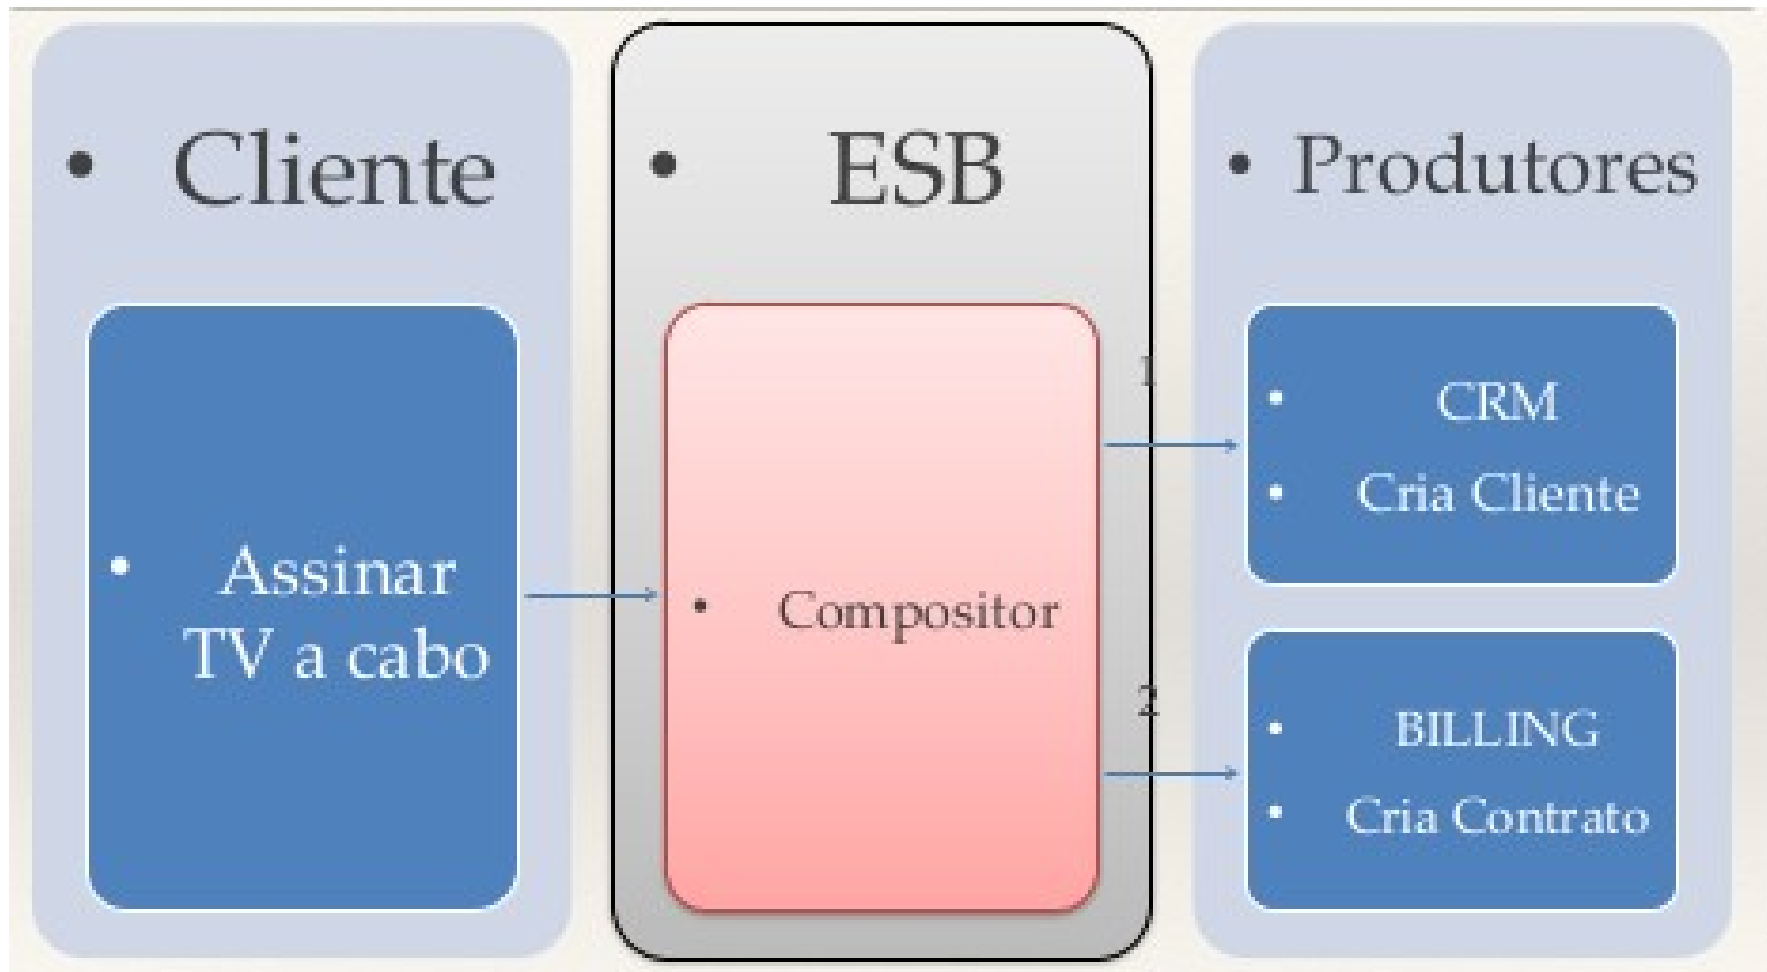 • Cliente
• Assinar
TV a cabo
• ESB
• Compositor
1
2
• Produtores
• CRM
• Cria Cliente
• BILLING
• Cria Contrato